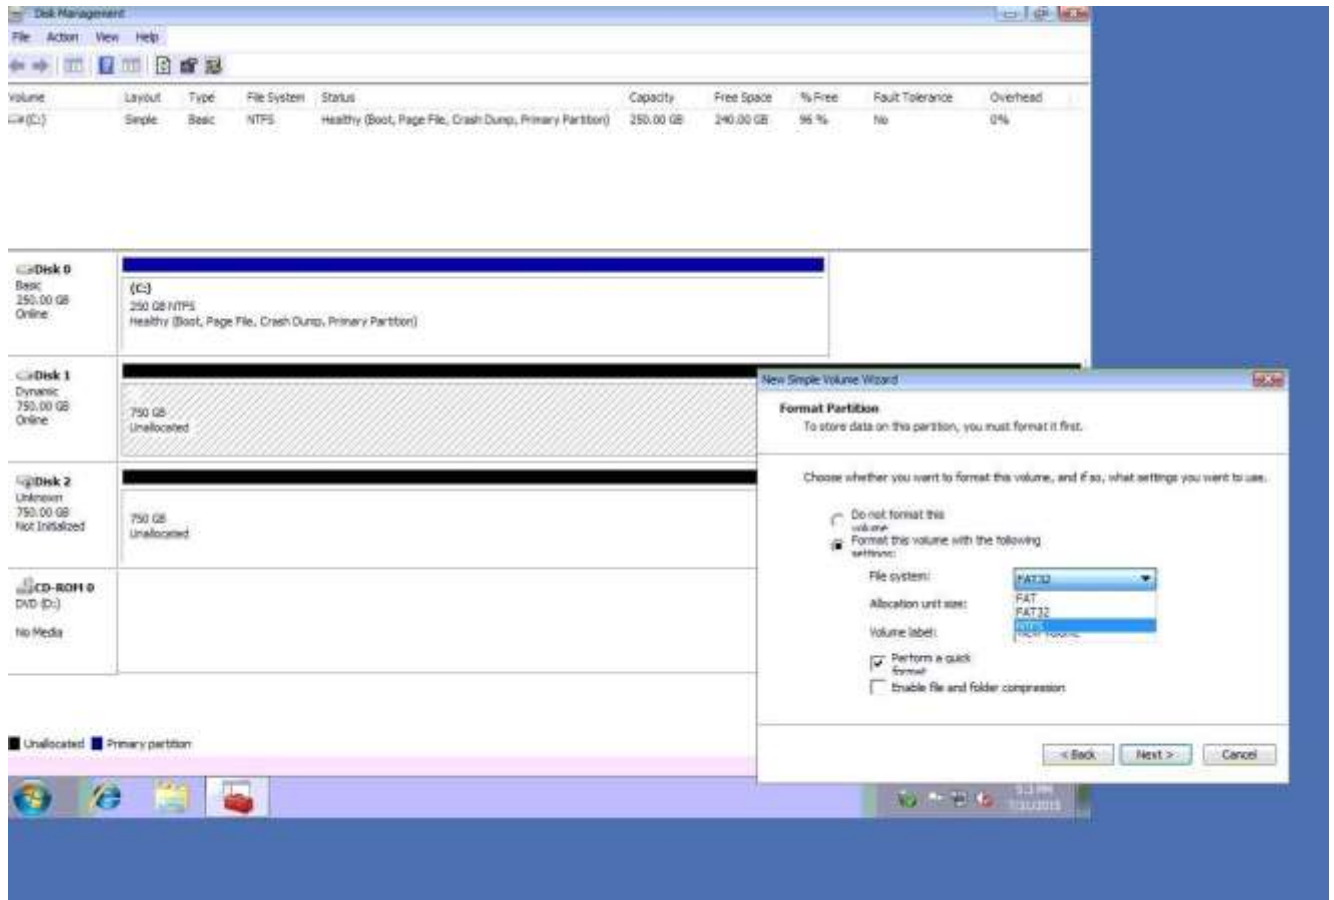 Disk Management
File Action View Help
Volume Layout Type File System Status Capacity Free Space % Free Fault Tolerance Overhead
(C:) Simple Basic NTFS Healthy (Boot, Page File, Crash Dump, Primary Partition) 250.00 GB 240.00 GB 96 % No 0%
Disk 0
Basic
250.00 GB
Online
(C:)
250 GB NTFS
Healthy (Boot, Page File, Crash Dump, Primary Partition)
Disk 1
Dynamic
750.00 GB
Online
750 GB
Unallocated
Disk 2
Unknown
750.00 GB
Not Initialized
750 GB
Unallocated
CD-ROM 0
DVD (D:)
No Media
Unallocated Primary partition
New Simple Volume Wizard
Format Partition
To store data on this partition, you must format it first.
Choose whether you want to format this volume, and if so, what settings you want to use.
Do not format this
volume
Format this volume with the following
settings:
File system: FAT32
FAT
Allocation unit size: FAT32
NTFS
Volume label: New Volume
Perform a quick
format
Enable file and folder compression
< Back Next > Cancel